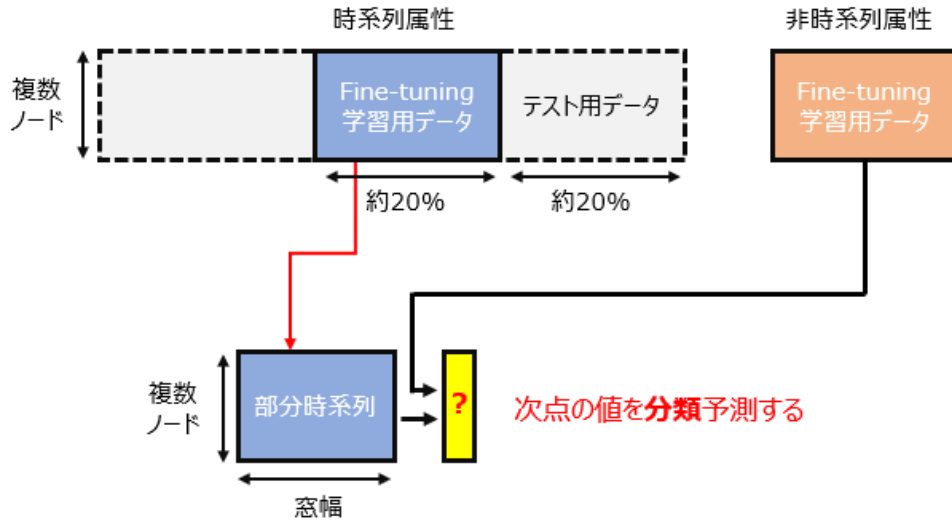 時系列属性
非時系列属性
複数
ノード
Fine-tuning
学習用データ
テスト用データ
Fine-tuning
学習用データ
約20%
約20%
複数
ノード
部分時系列
?
次点の値を分類予測する
窓幅